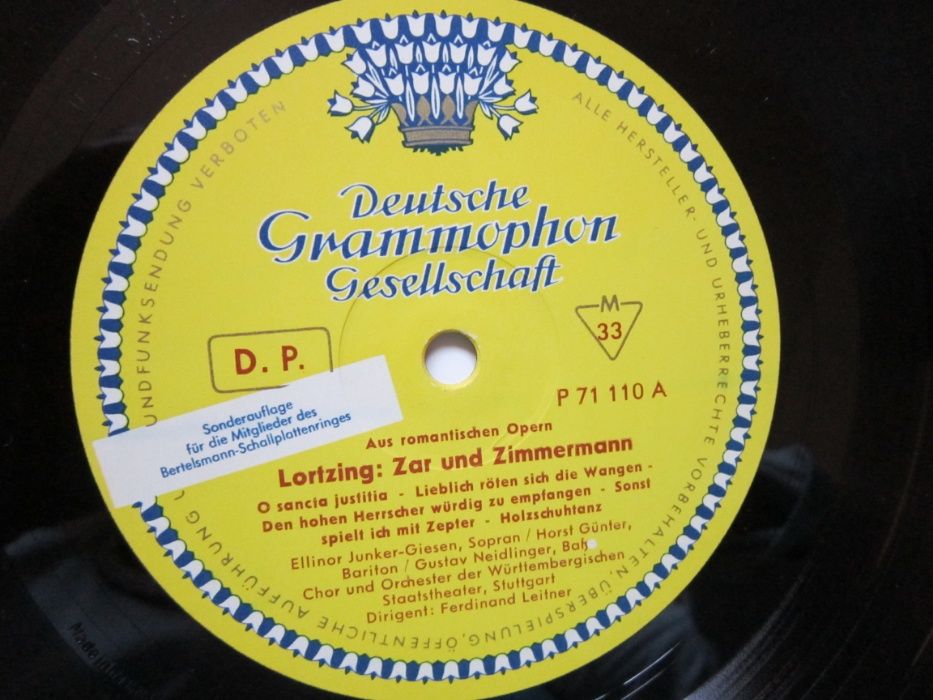 Deutsche
Grammophon
Gesellschaft
D. P.
M
33
P 71 110 A
Sonderauflage
für die Mitglieder des
Bertelsmann-Schallplattenringes
Aus romantischen Opern
Lortzing: Zar und Zimmermann
O sancta justitia - Lieblich röten sich die Wangen -
Den hohen Herrscher würdig zu empfangen - Sonst
spielt ich mit Zepter - Holzschuhtanz
Ellinor Junker-Giesen, Sopran / Horst Günter,
Bariton / Gustav Neidlinger, Baß
Chor und Orchester der Württembergischen
Staatstheater, Stuttgart
Dirigent: Ferdinand Leitner
ALLE HERSTELLER- UND URHEBERRECHTE VORBEHALTEN, ÜBERSPIELUNG, ÖFFENTLICHE AUFFÜHRUNG UNDFUNKSENDUNG VERBOTEN